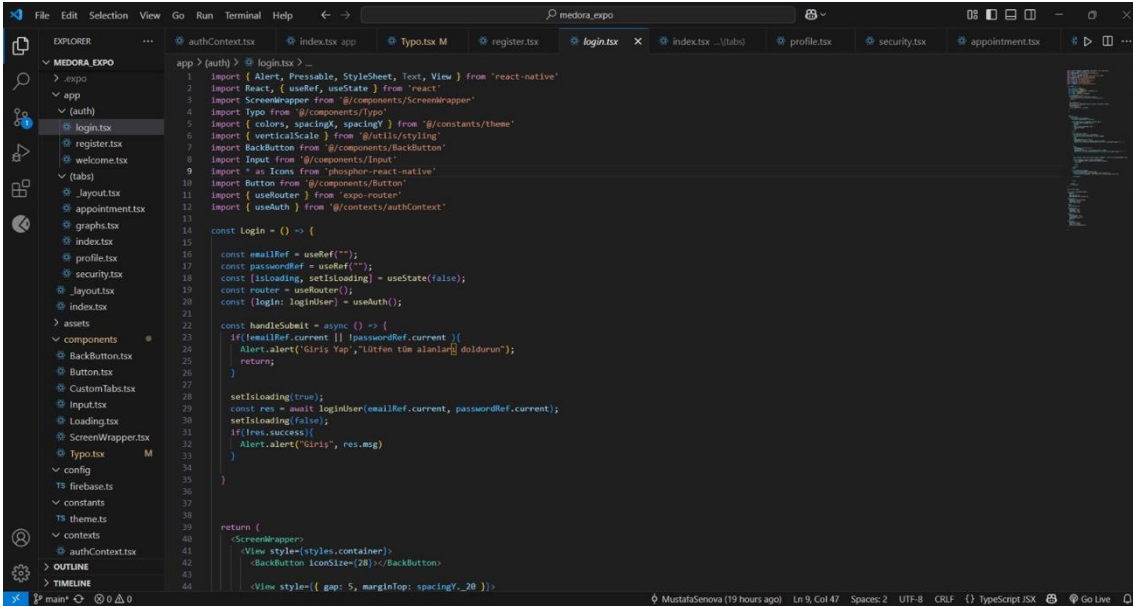 File Edit Selection View Go Run Terminal Help
medora_expo
EXPLORER
authContext.tsx
index.tsx app
Typo.tsx M
register.tsx
login.tsx
index.tsx ...\(tabs)
profile.tsx
security.tsx
appointment.tsx
MEDORA_EXPO
.expo
app
(auth)
login.tsx
register.tsx
welcome.tsx
(tabs)
_layout.tsx
appointment.tsx
graphs.tsx
index.tsx
profile.tsx
security.tsx
_layout.tsx
index.tsx
assets
components
BackButton.tsx
Button.tsx
CustomTabs.tsx
Input.tsx
Loading.tsx
ScreenWrapper.tsx
Typo.tsx M
config
TS firebase.ts
constants
TS theme.ts
contexts
authContext.tsx
OUTLINE
TIMELINE
app > (auth) > login.tsx > ...
1 import { Alert, Pressable, StyleSheet, Text, View } from 'react-native'
2 import React, { useRef, useState } from 'react'
3 import ScreenWrapper from '@/components/ScreenWrapper'
4 import Typo from '@/components/Typo'
5 import { colors, spacingX, spacingY } from '@/constants/theme'
6 import { verticalScale } from '@/utils/styling'
7 import BackButton from '@/components/BackButton'
8 import Input from '@/components/Input'
9 import * as Icons from 'phosphor-react-native'
10 import Button from '@/components/Button'
11 import { useRouter } from 'expo-router'
12 import { useAuth } from '@/contexts/authContext'
13
14 const Login = () => {
15
16 const emailRef = useRef("");
17 const passwordRef = useRef("");
18 const [isLoading, setIsLoading] = useState(false);
19 const router = useRouter();
20 const {login: loginUser} = useAuth();
21
22 const handleSubmit = async () => {
23 if(!emailRef.current || !passwordRef.current ){
24 Alert.alert('Giriş Yap',"Lütfen tüm alanları doldurun");
25 return;
26 }
27
28 setIsLoading(true);
29 const res = await loginUser(emailRef.current, passwordRef.current);
30 setIsLoading(false);
31 if(!res.success){
32 Alert.alert("Giriş", res.msg)
33 }
34
35 }
36
37
38
39 return (
40 <ScreenWrapper>
41 <View style={styles.container}>
42 <BackButton iconSize={28}></BackButton>
43
44 <View style={{ gap: 5, marginTop: spacingY._20 }}>
main* 0 0 MustafaSenova (19 hours ago) Ln 9, Col 47 Spaces: 2 UTF-8 CRLF {} TypeScript JSX Go Live